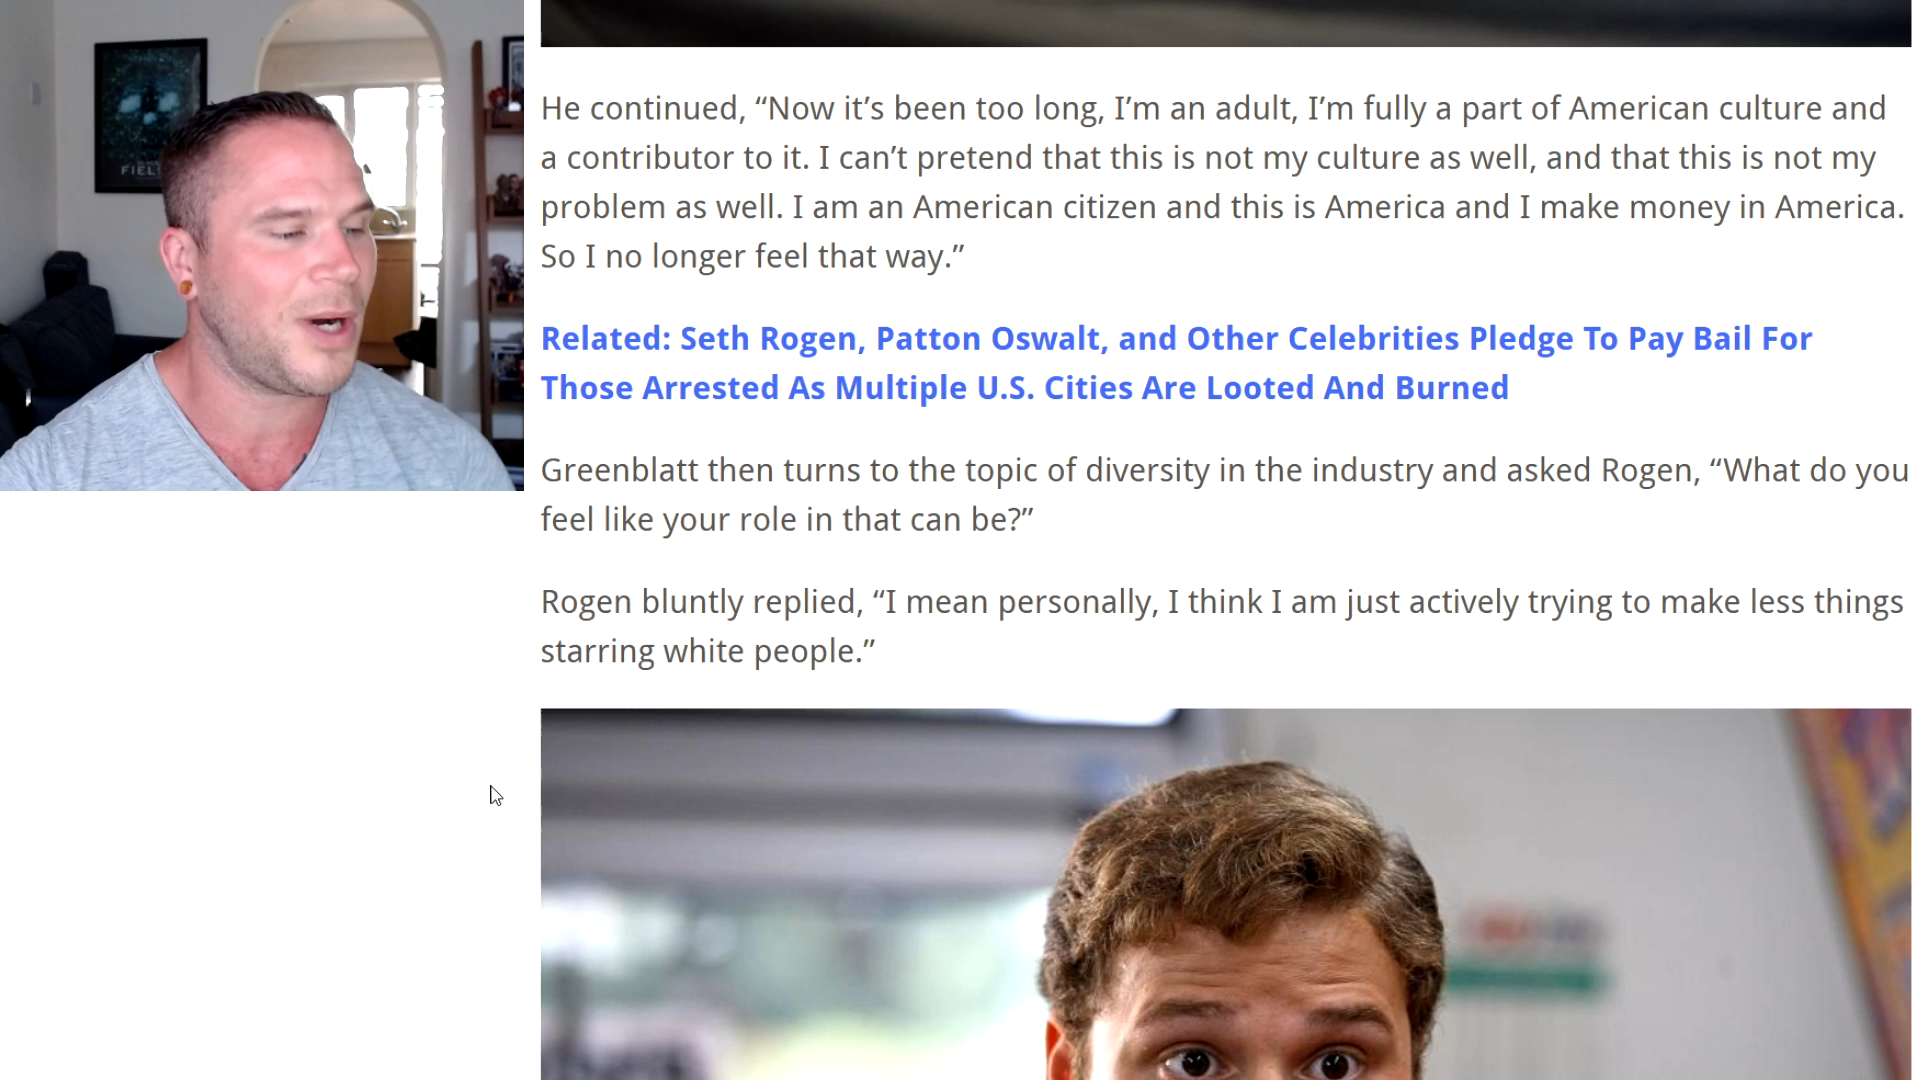 FIEL
He continued, “Now it’s been too long, I’m an adult, I’m fully a part of American culture and
a contributor to it. I can’t pretend that this is not my culture as well, and that this is not my
problem as well. I am an American citizen and this is America and I make money in America.
So I no longer feel that way.”
Related: Seth Rogen, Patton Oswalt, and Other Celebrities Pledge To Pay Bail For
Those Arrested As Multiple U.S. Cities Are Looted And Burned
Greenblatt then turns to the topic of diversity in the industry and asked Rogen, “What do you
feel like your role in that can be?”
Rogen bluntly replied, “I mean personally, I think I am just actively trying to make less things
starring white people.”